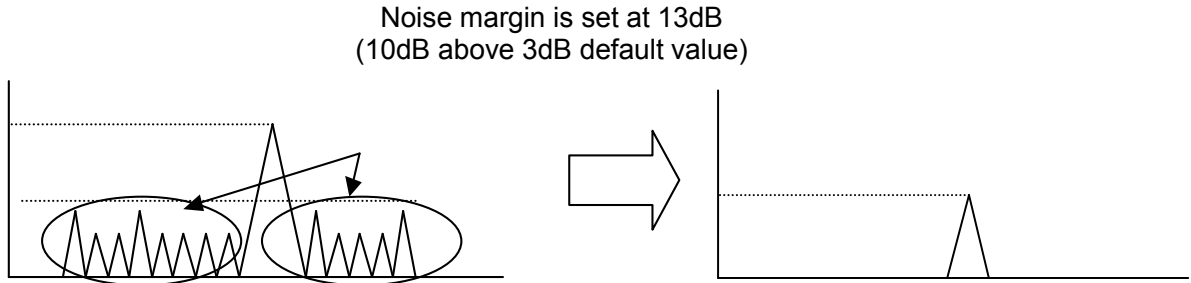 Noise margin is set at 13dB
(10dB above 3dB default value)